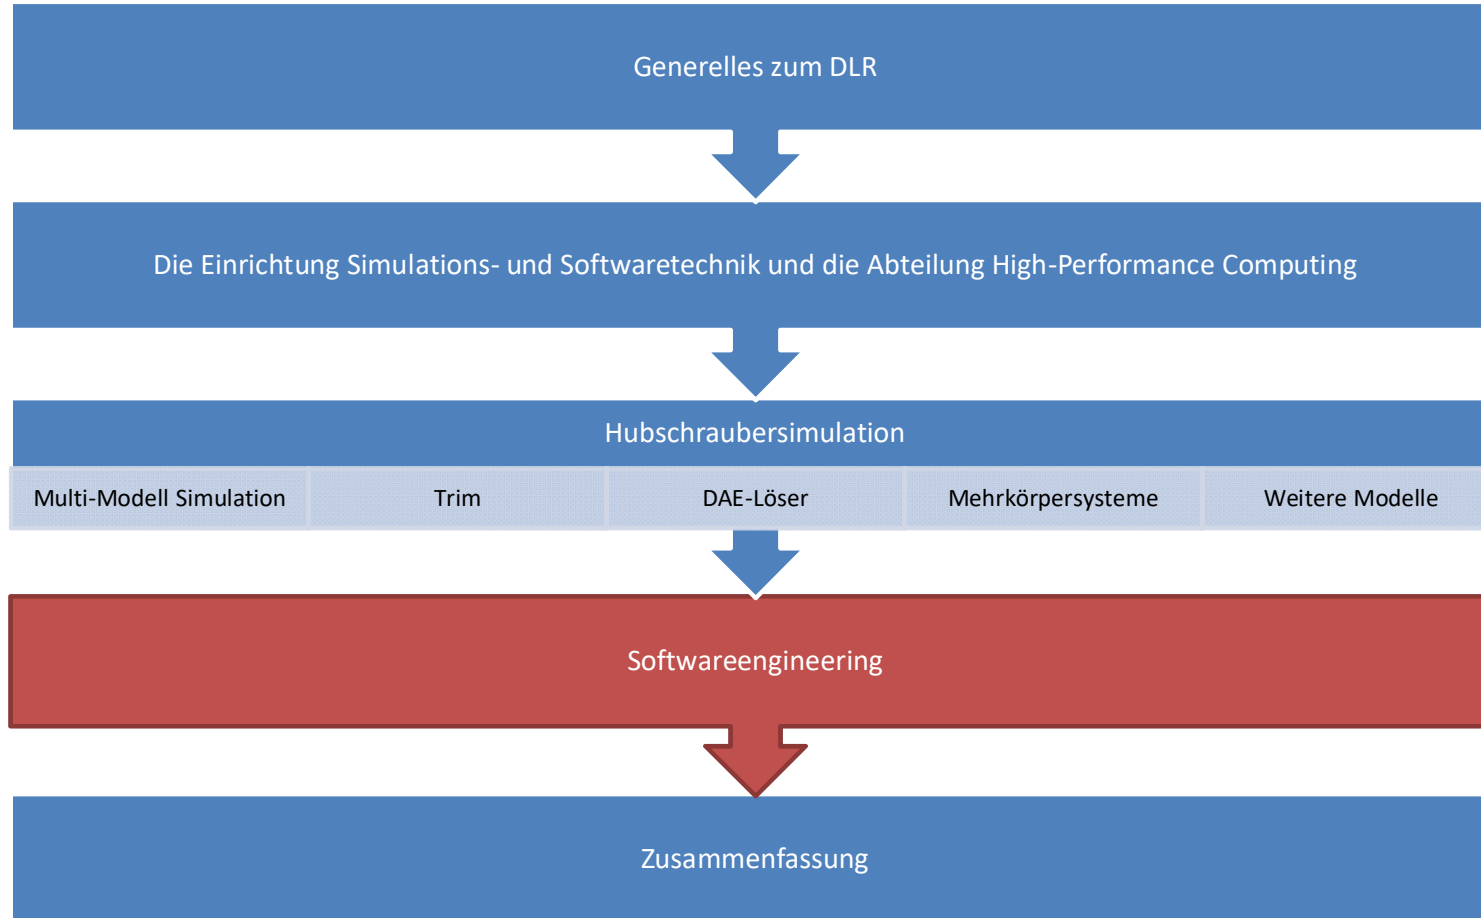 Generelles zum DLR
Die Einrichtung Simulations- und Softwaretechnik und die Abteilung High-Performance Computing
Hubschraubersimulation
Multi-Modell Simulation
Trim
DAE-Löser
Mehrkörpersysteme
Weitere Modelle
Softwareengineering
Zusammenfassung